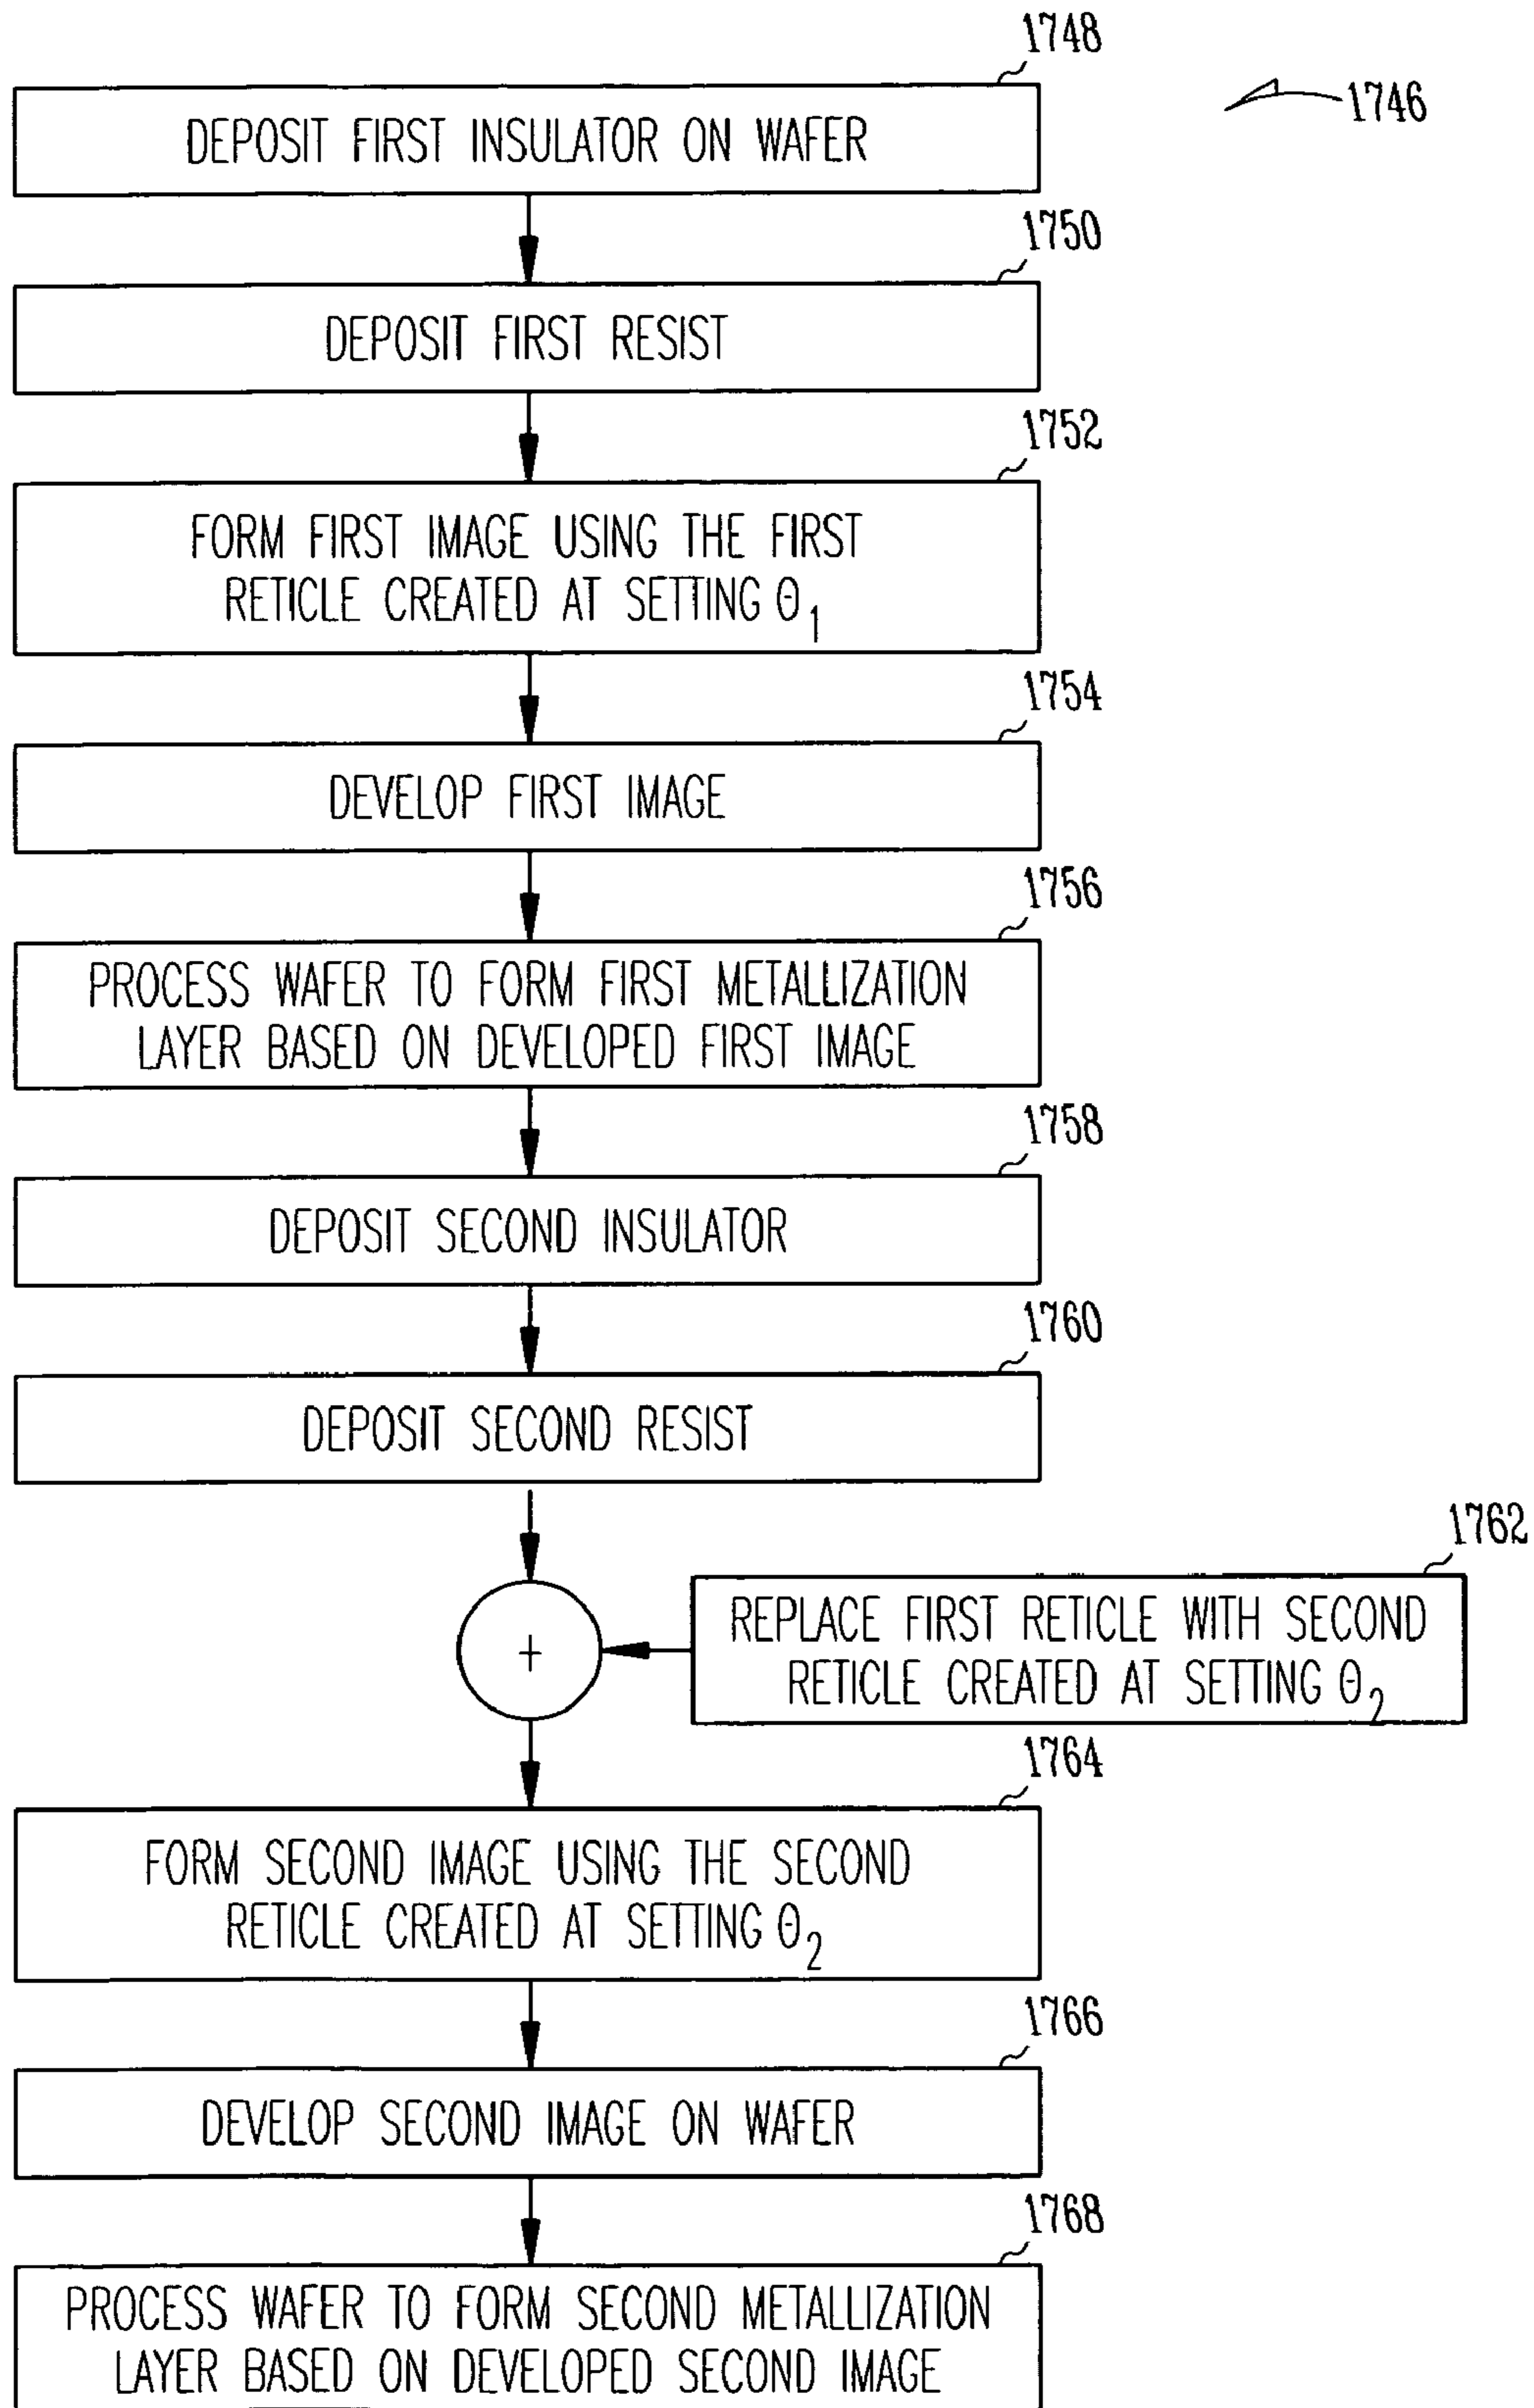 1748
1746
DEPOSIT FIRST INSULATOR ON WAFER
1750
DEPOSIT FIRST RESIST
1752
FORM FIRST IMAGE USING THE FIRST
RETICLE CREATED AT SETTING Θ1
1754
DEVELOP FIRST IMAGE
1756
PROCESS WAFER TO FORM FIRST METALLIZATION
LAYER BASED ON DEVELOPED FIRST IMAGE
1758
DEPOSIT SECOND INSULATOR
1760
DEPOSIT SECOND RESIST
1762
+
REPLACE FIRST RETICLE WITH SECOND
RETICLE CREATED AT SETTING Θ2
1764
FORM SECOND IMAGE USING THE SECOND
RETICLE CREATED AT SETTING Θ2
1766
DEVELOP SECOND IMAGE ON WAFER
1768
PROCESS WAFER TO FORM SECOND METALLIZATION
LAYER BASED ON DEVELOPED SECOND IMAGE